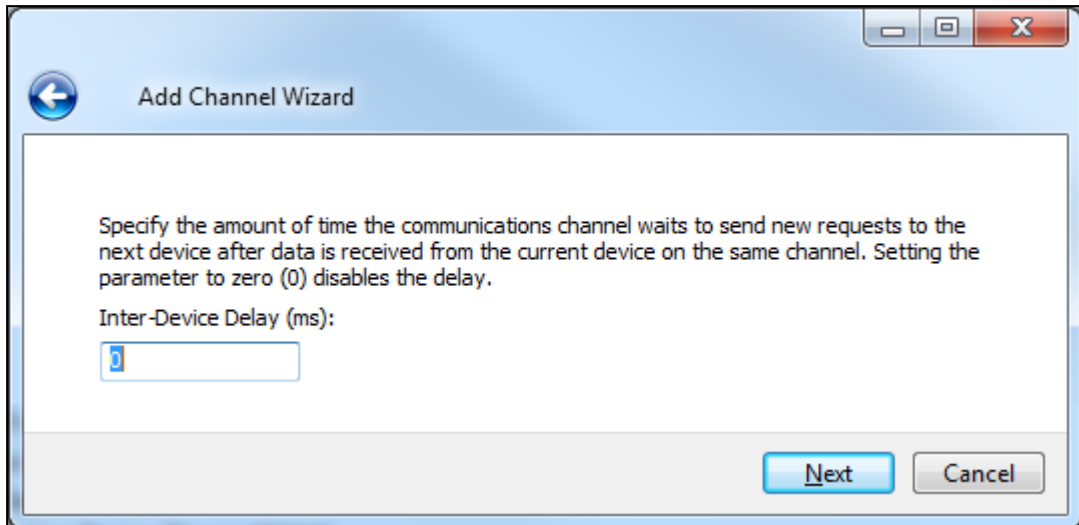 Add Channel Wizard
Specify the amount of time the communications channel waits to send new requests to the
next device after data is received from the current device on the same channel. Setting the
parameter to zero (0) disables the delay.
Inter-Device Delay (ms):
0
Next
Cancel